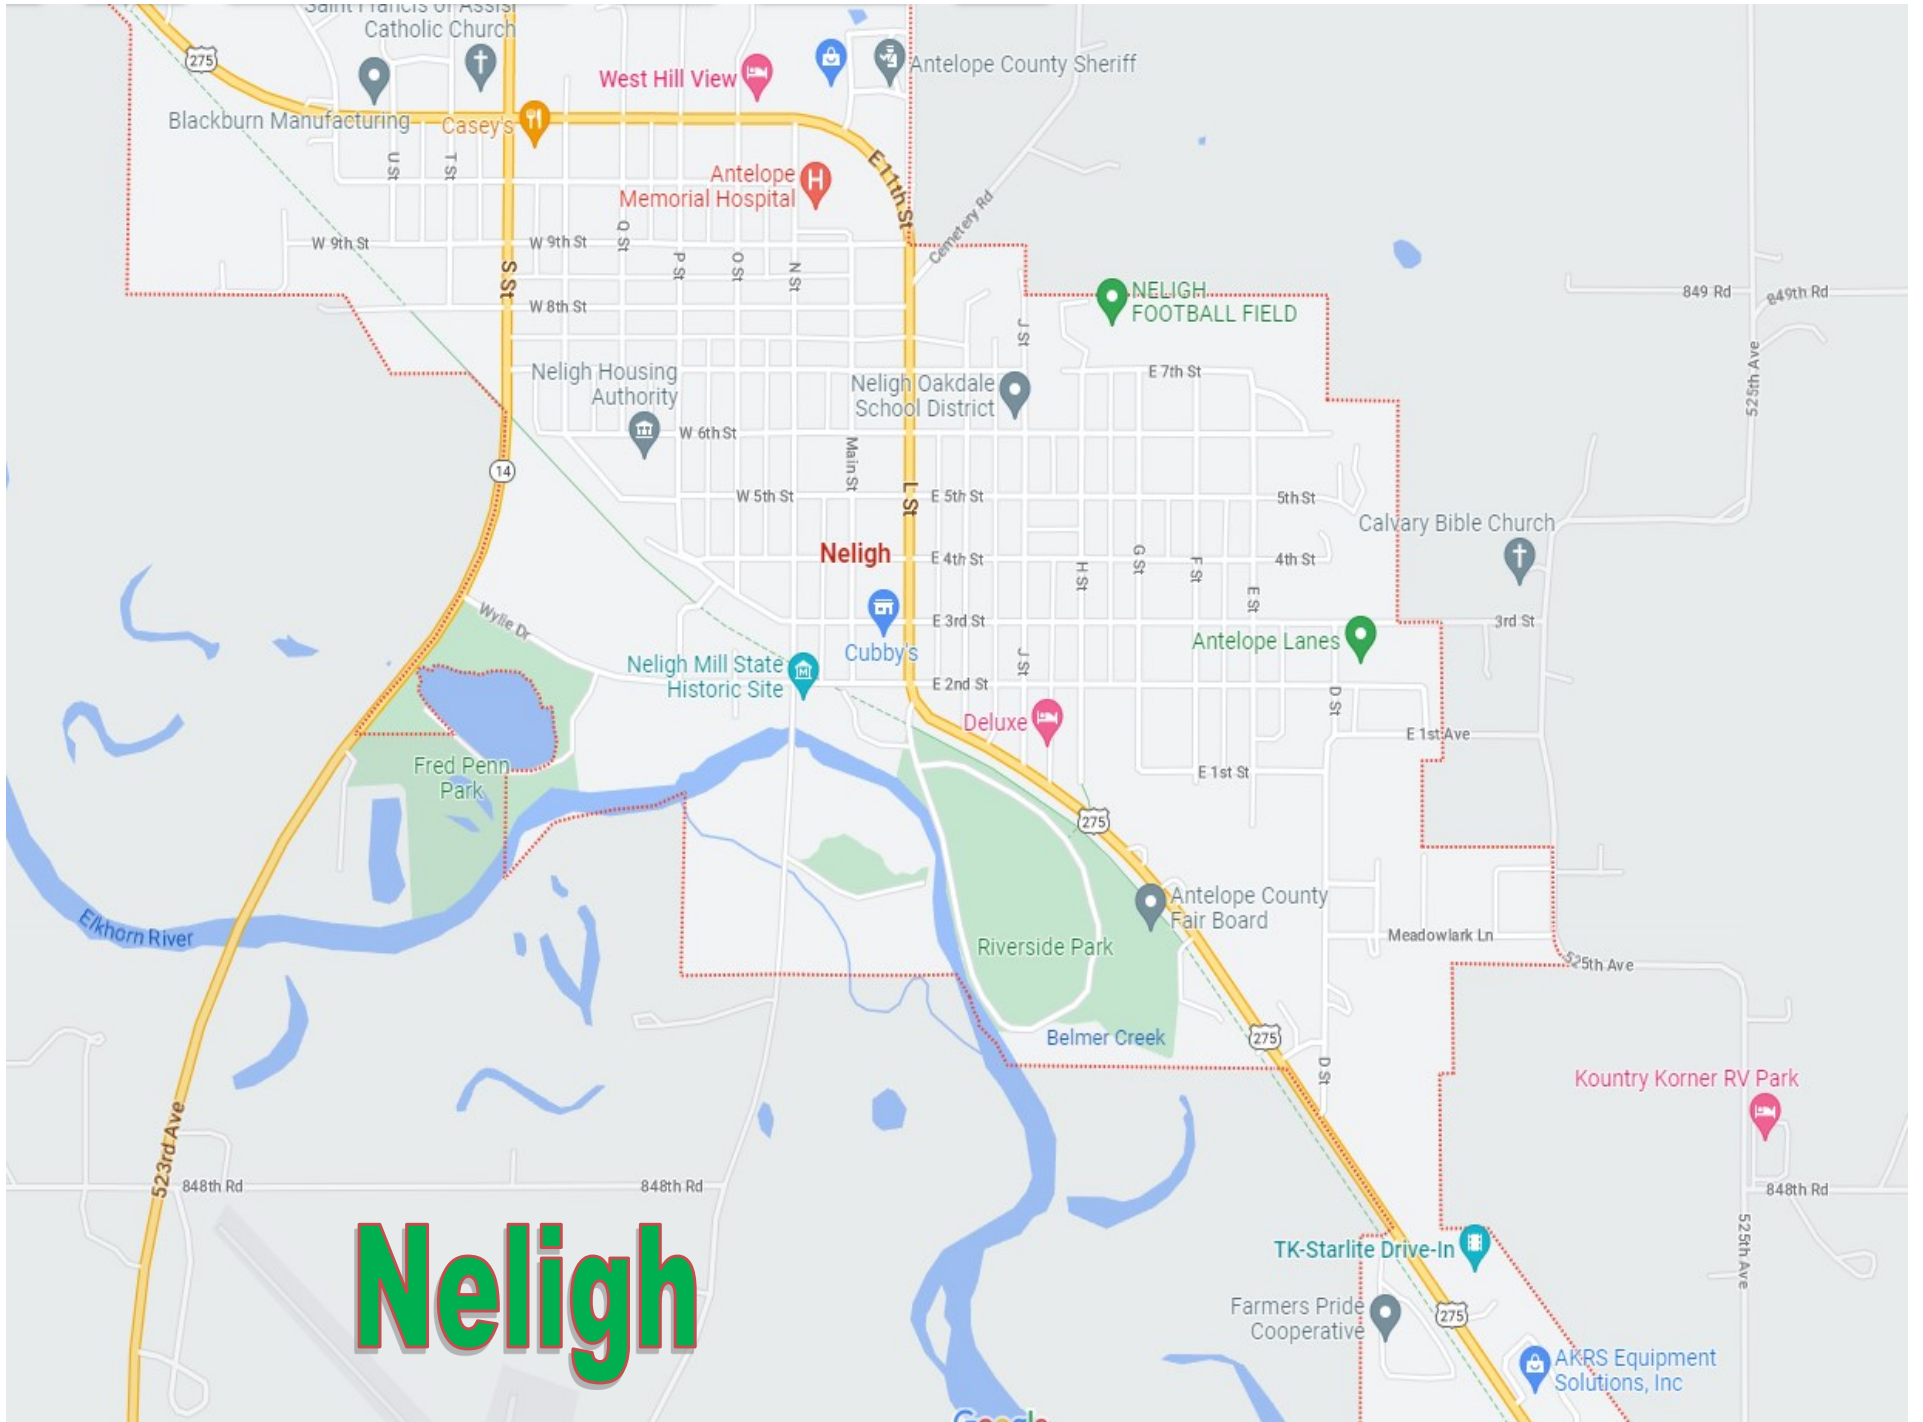 Saint Francis of Assisi
Catholic Church
275
West Hill View
Antelope County Sheriff
Blackburn Manufacturing
Casey's
E 11th St
U St
T St
Antelope
Memorial Hospital
Cemetery Rd
W 9th St
W 9th St
Q St
P St
O St
N St
S St
W 8th St
NELIGH
FOOTBALL FIELD
849 Rd
849th Rd
J St
525th Ave
Neligh Housing
Authority
Neligh Oakdale
School District
E 7th St
W 6th St
Main St
14
W 5th St
L St
E 5th St
5th St
Calvary Bible Church
Neligh
E 4th St
4th St
H St
G St
F St
E St
Wylie Dr
Cubby's
E 3rd St
3rd St
Antelope Lanes
Neligh Mill State
Historic Site
J St
E 2nd St
D St
Deluxe
E 1st Ave
Fred Penn
Park
E 1st St
275
Antelope County
Fair Board
Elkhorn River
Riverside Park
Meadowlark Ln
525th Ave
Belmer Creek
275
D St
Kountry Korner RV Park
523rd Ave
848th Rd
848th Rd
848th Rd
525th Ave
TK-Starlite Drive-In
Neligh
Farmers Pride
Cooperative
275
AKRS Equipment
Solutions, Inc
Google